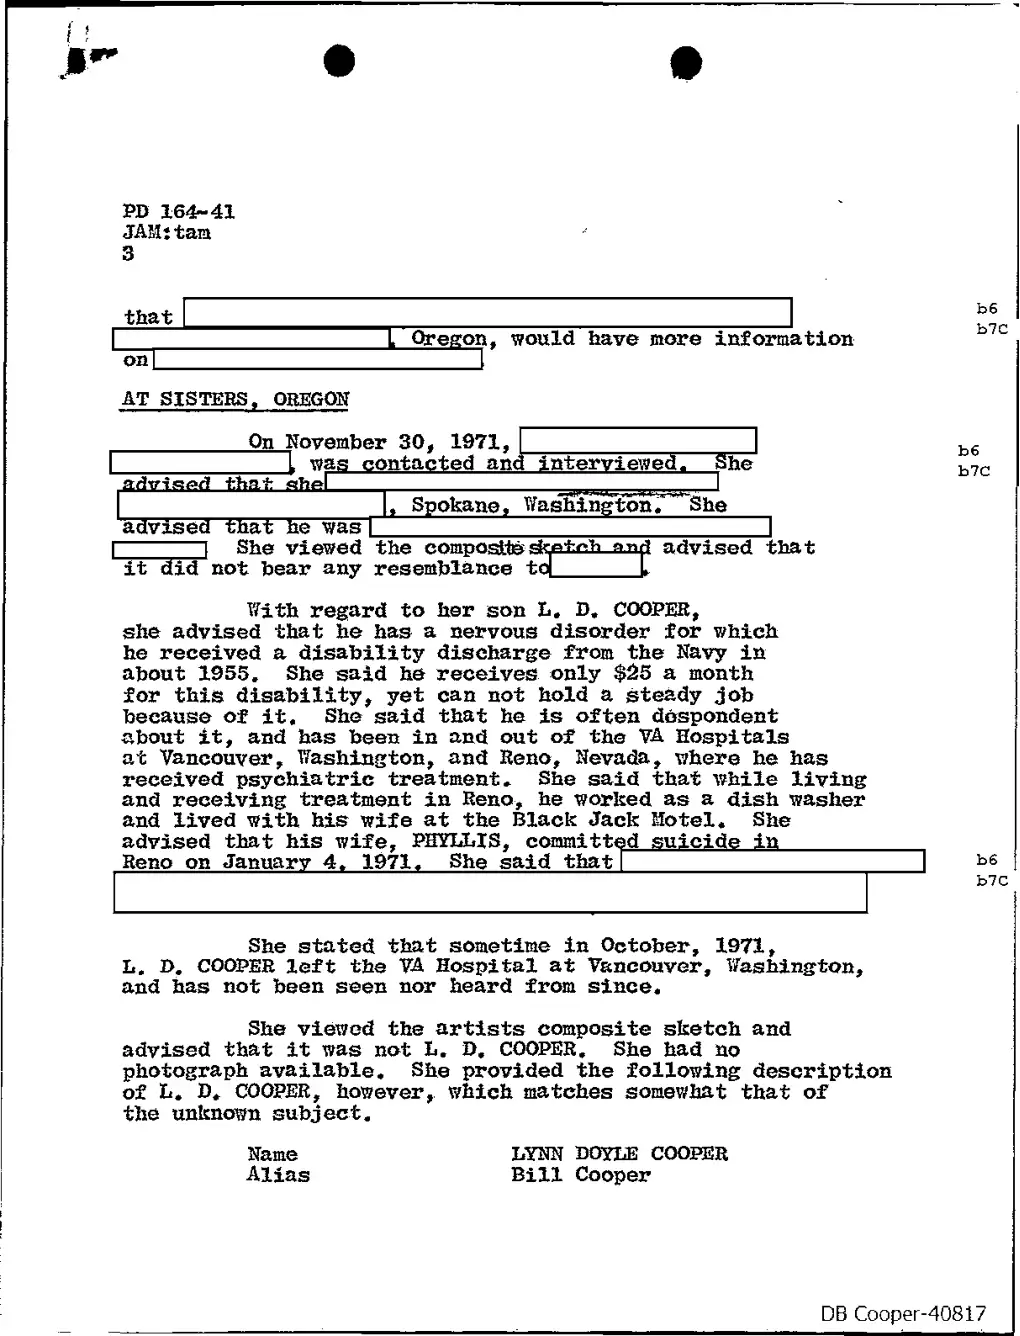 PD 164-41
JAM:tam
3
that
b6
, Oregon, would have more information
b7C
on
AT SISTERS, OREGON
On November 30, 1971,
b6
, was contacted and interviewed. She
b7C
advised that she
, Spokane, Washington. She
advised that he was
She viewed the composite sketch and advised that
it did not bear any resemblance to
.
With regard to her son L. D. COOPER,
she advised that he has a nervous disorder for which
he received a disability discharge from the Navy in
about 1955. She said he receives only $25 a month
for this disability, yet can not hold a steady job
because of it. She said that he is often despondent
about it, and has been in and out of the VA Hospitals
at Vancouver, Washington, and Reno, Nevada, where he has
received psychiatric treatment. She said that while living
and receiving treatment in Reno, he worked as a dish washer
and lived with his wife at the Black Jack Motel. She
advised that his wife, PHYLLIS, committed suicide in
Reno on January 4, 1971. She said that
b6
b7C
She stated that sometime in October, 1971,
L. D. COOPER left the VA Hospital at Vancouver, Washington,
and has not been seen nor heard from since.
She viewed the artists composite sketch and
advised that it was not L. D. COOPER. She had no
photograph available. She provided the following description
of L. D. COOPER, however, which matches somewhat that of
the unknown subject.
Name LYNN DOYLE COOPER
Alias Bill Cooper
DB Cooper-40817